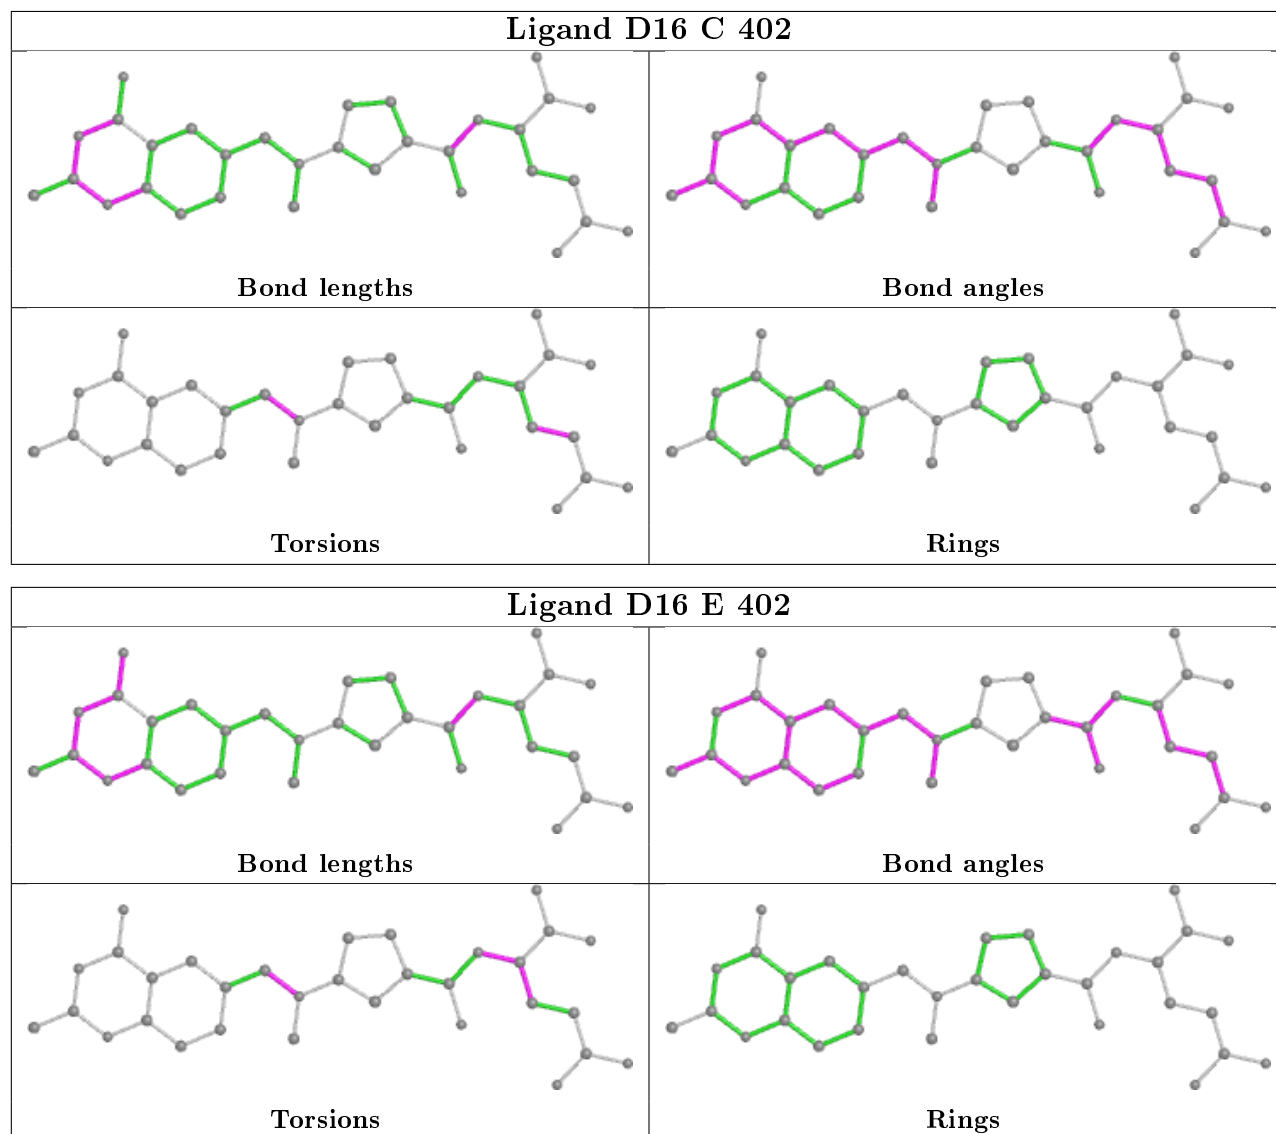 Ligand D16 C 402
Bond lengths
Bond angles
Torsions
Rings
Ligand D16 E 402
Bond lengths
Bond angles
Torsions
Rings